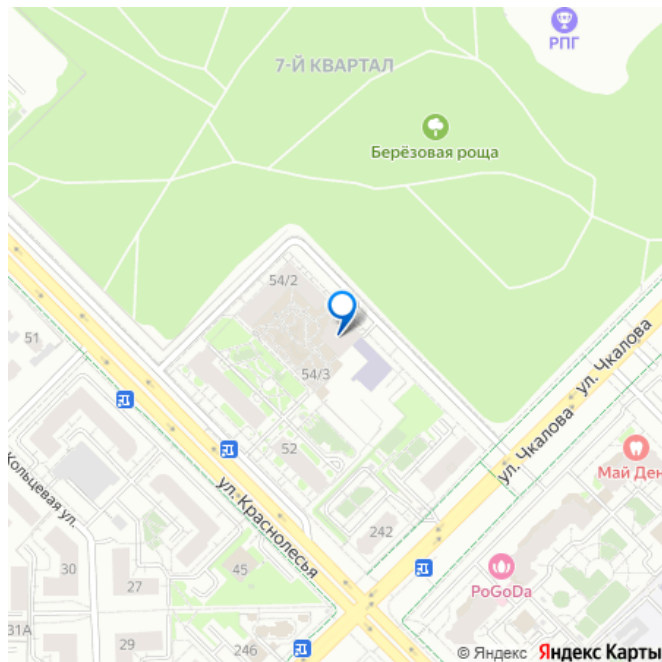 РПГ
7-Й КВАРТАЛ
Берёзовая роща
54/2
51
54/3
ул. Чкалова
ул. Чкалова
52
Май Ден
Кольцевая ул.
ул. Краснолесья
242
30
27
45
PoGoDa
31А
29
246
© Яндекс Яндекс Карты